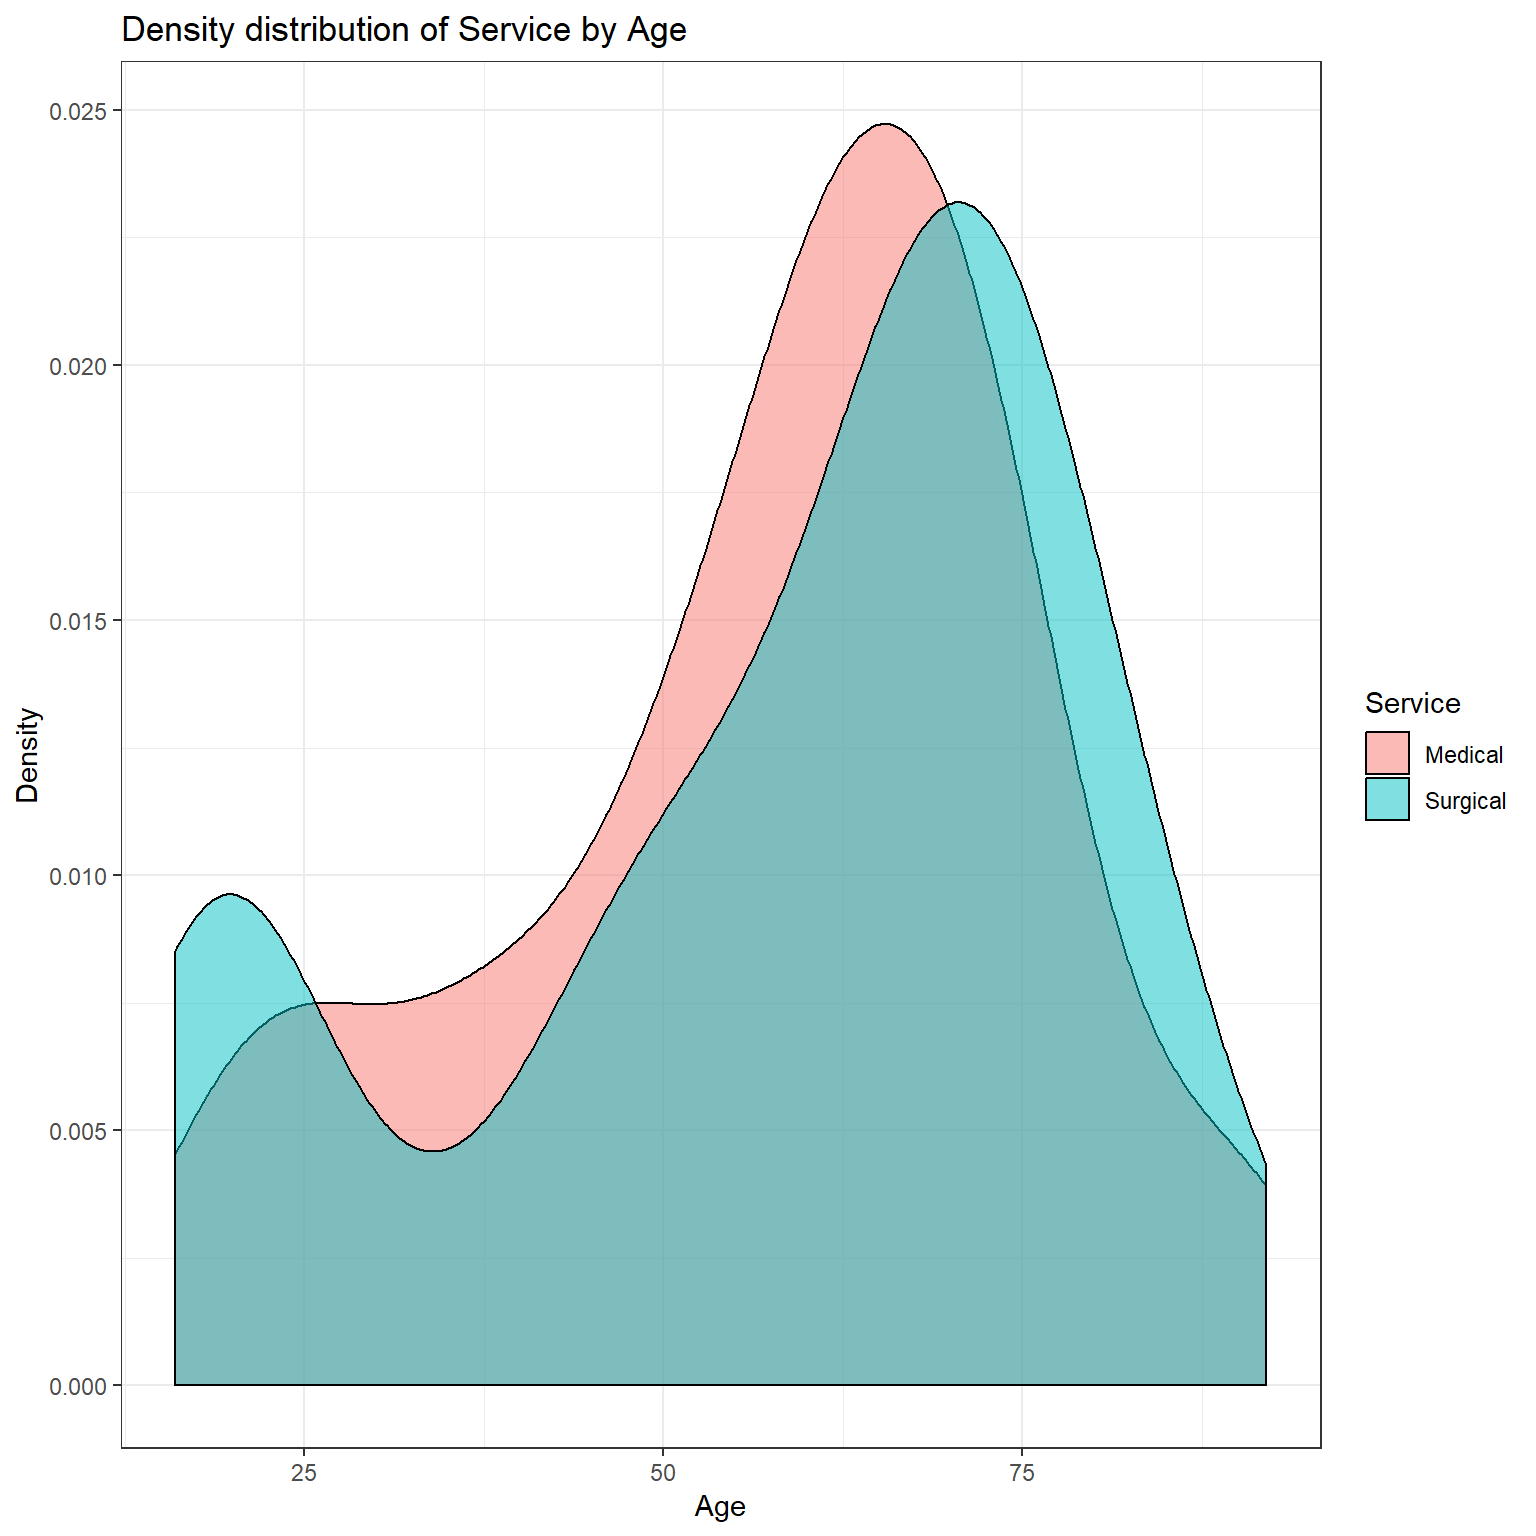 Density distribution of Service by Age
0.025
0.020
0.015
0.010
0.005
0.000
Density
25 50 75
Age
Service
Medical
Surgical